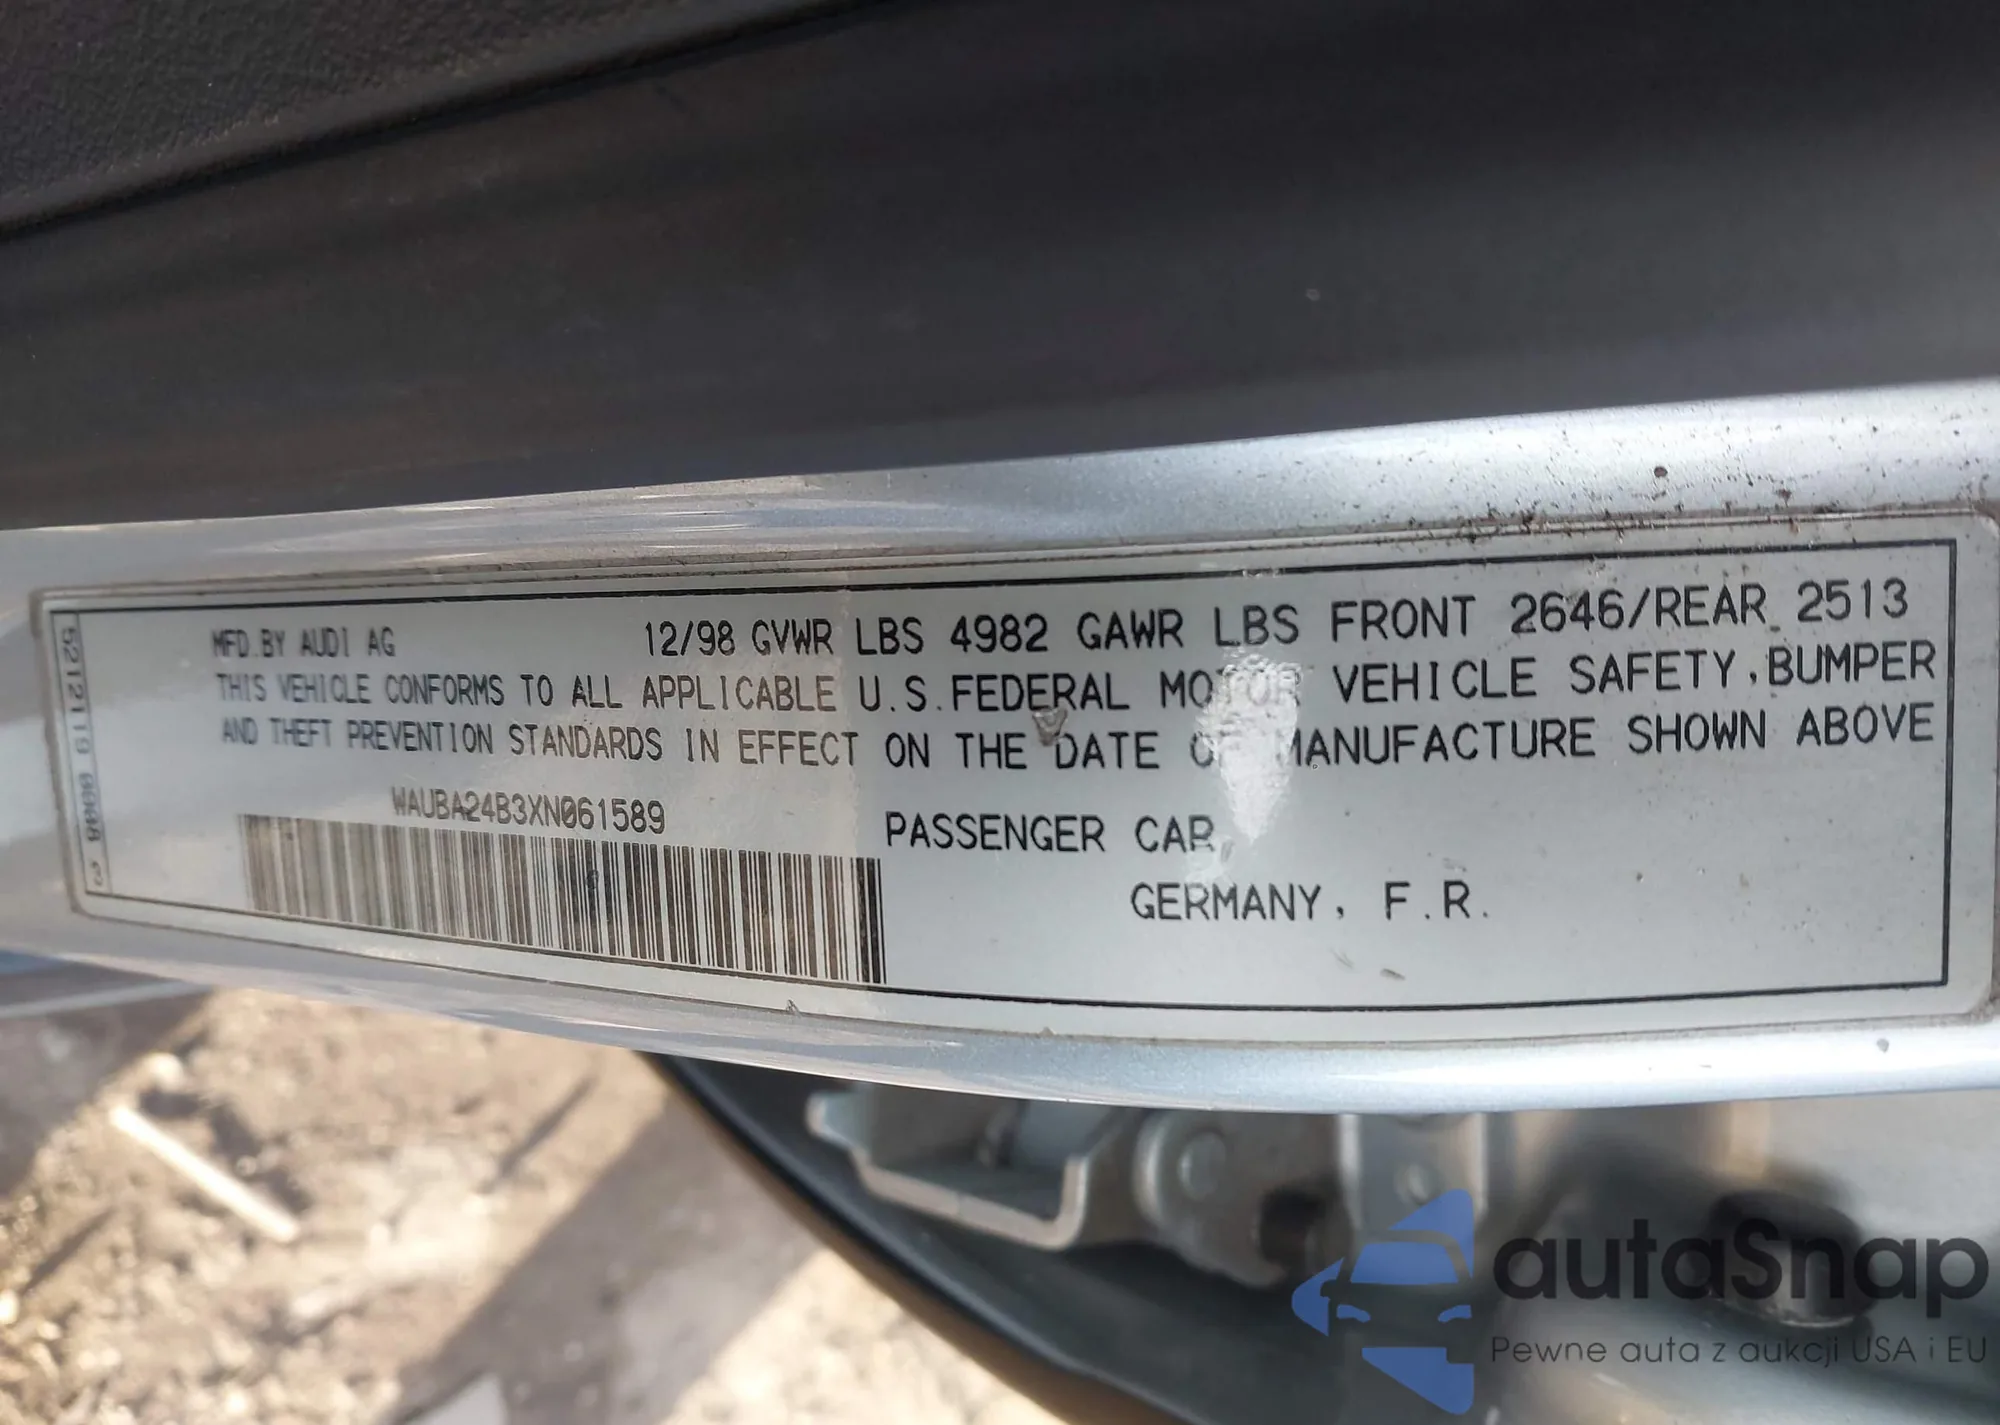 MFD.BY AUDI AG 12/98 GVWR LBS 4982 GAWR LBS FRONT 2646/REAR 2513
THIS VEHICLE CONFORMS TO ALL APPLICABLE U.S.FEDERAL MOTOR VEHICLE SAFETY,BUMPER
AND THEFT PREVENTION STANDARDS IN EFFECT ON THE DATE OF MANUFACTURE SHOWN ABOVE
WAUBA24B3XN061589
PASSENGER CAR,
GERMANY, F.R.
autaSnap
Pewne auta z aukcji USA i EU